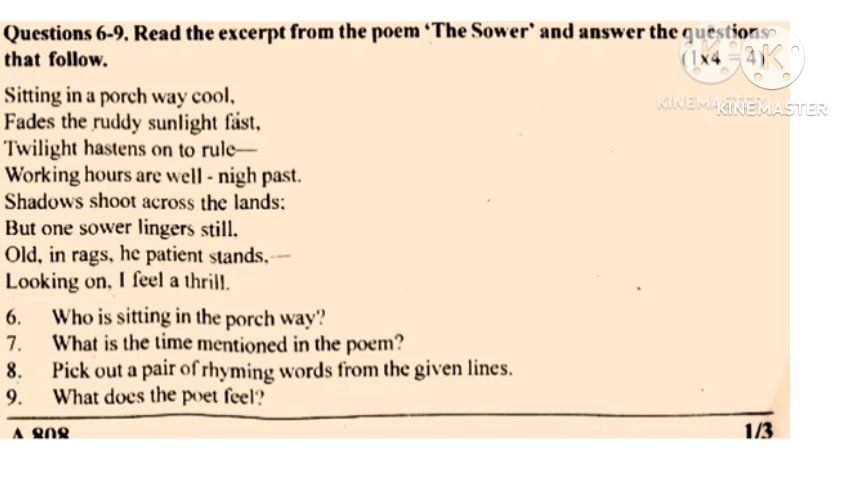 Questions 6-9. Read the excerpt from the poem 'The Sower' and answer the questions
that follow. (1x4 = 4)
KINEMASTER
KINEMASTER
Sitting in a porch way cool,
Fades the ruddy sunlight fast,
Twilight hastens on to rule—
Working hours are well - nigh past.
Shadows shoot across the lands;
But one sower lingers still,
Old, in rags, he patient stands,—
Looking on, I feel a thrill.
6. Who is sitting in the porch way?
7. What is the time mentioned in the poem?
8. Pick out a pair of rhyming words from the given lines.
9. What does the poet feel?
A 808 1/3